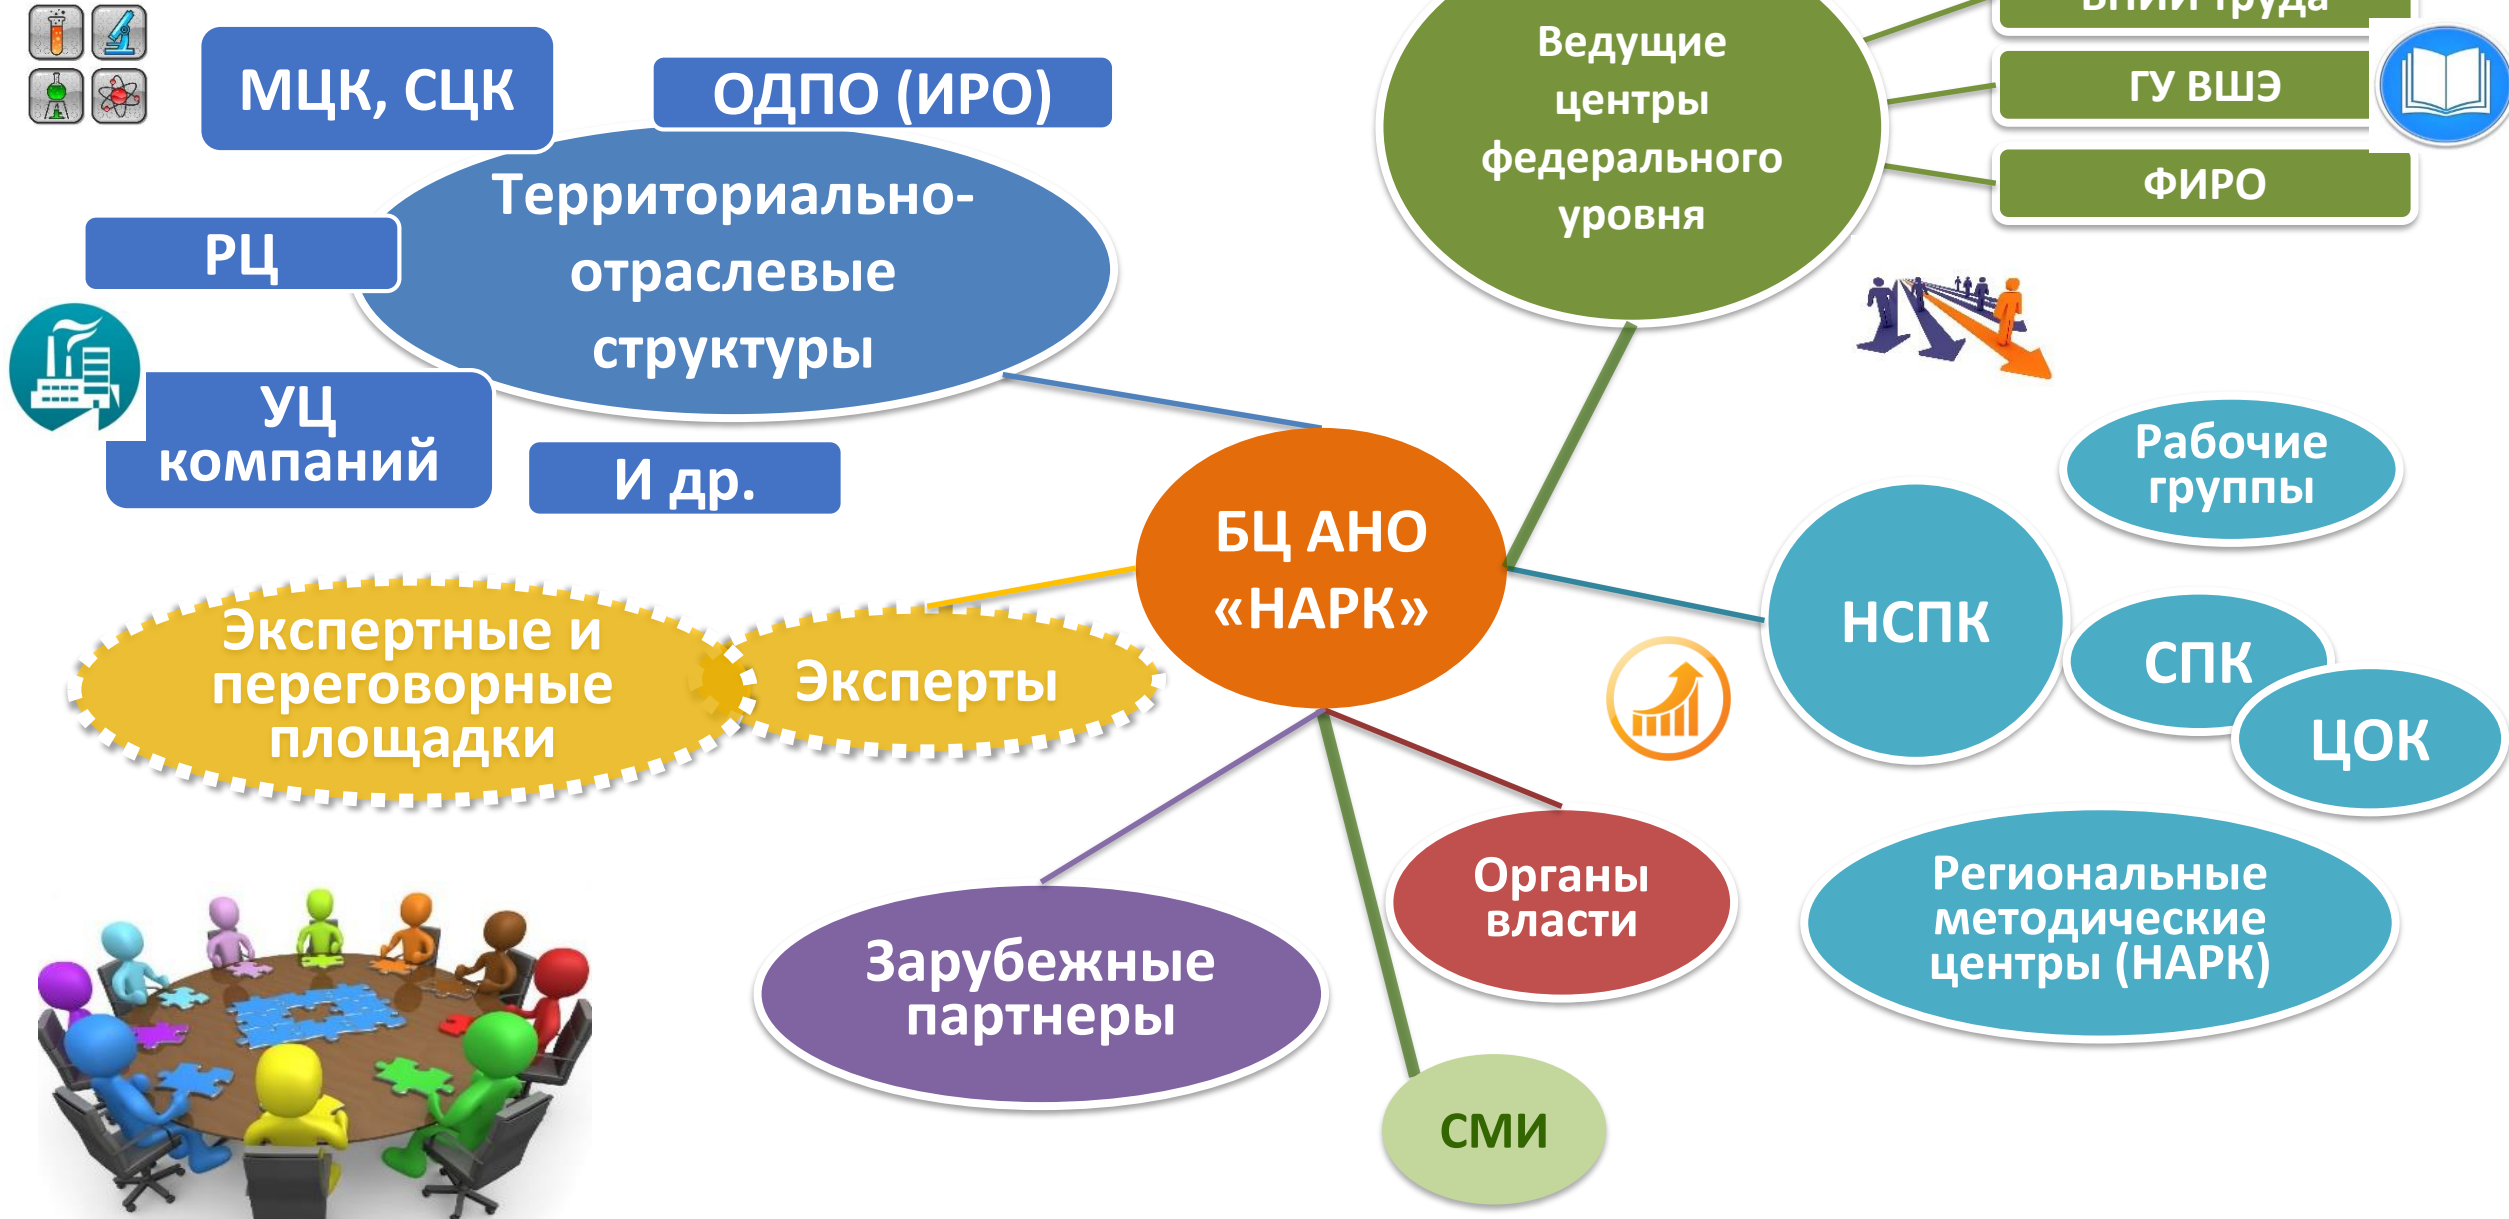 МЦК, СЦК
ОДПО (ИРО)
Территориально-
отраслевые
структуры
РЦ
УЦ
компаний
И др.
Ведущие
центры
федерального
уровня
труда
ГУ ВШЭ
ФИРО
БЦ АНО
«НАРК»
Рабочие
группы
НСПК
СПК
ЦОК
Региональные
методические
центры (НАРК)
Экспертные и
переговорные
площадки
Эксперты
Органы
власти
Зарубежные
партнеры
СМИ